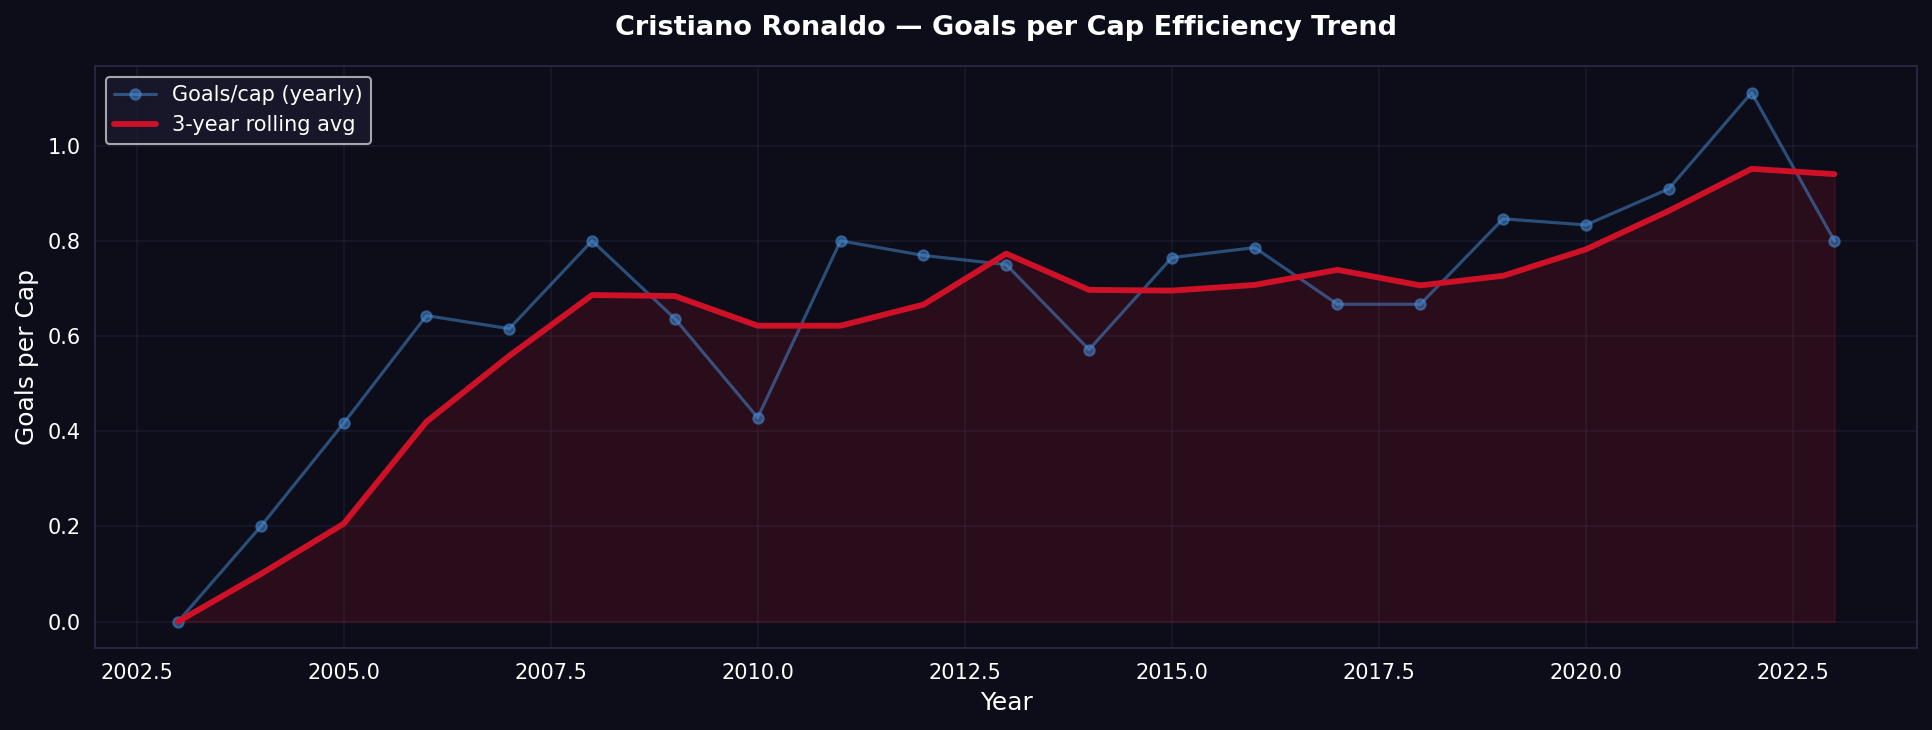 Cristiano Ronaldo — Goals per Cap Efficiency Trend
Goals/cap (yearly)
3-year rolling avg
Goals per Cap
1.0
0.8
0.6
0.4
0.2
0.0
2002.5 2005.0 2007.5 2010.0 2012.5 2015.0 2017.5 2020.0 2022.5
Year